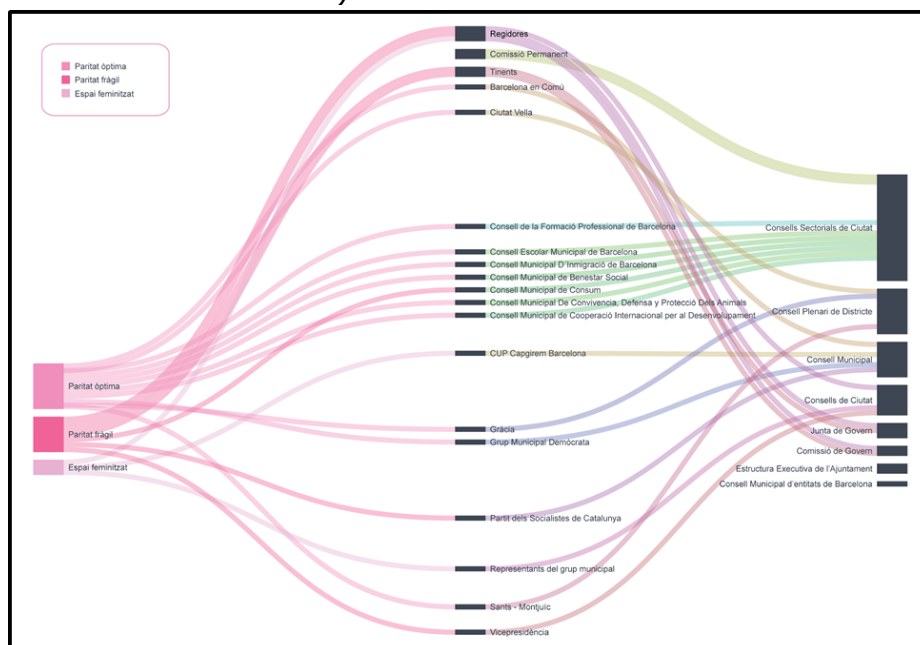 Paritat òptima
Paritat fràgil
Espai feminitzat
Regidores
Comissió Permanent
Tinents
Barcelona en Comú
Ciutat Vella
Consell de la Formació Professional de Barcelona
Consell Escolar Municipal de Barcelona
Consell Municipal D´Inmigració de Barcelona
Consell Municipal de Benestar Social
Consell Municipal de Consum
Consell Municipal De Convivencia, Defensa y Protecció Dels Animals
Consell Municipal de Cooperació Internacional per al Desenvolupament
CUP Capgirem Barcelona
Gràcia
Grup Municipal Demòcrata
Partit dels Socialistes de Catalunya
Representants del grup municipal
Sants - Montjuïc
Vicepresidència
Paritat òptima
Paritat fràgil
Espai feminitzat
Consells Sectorials de Ciutat
Consell Plenari de Districte
Consell Municipal
Consells de Ciutat
Junta de Govern
Comissió de Govern
Estructura Executiva de l'Ajuntament
Consell Municipal d'entitats de Barcelona